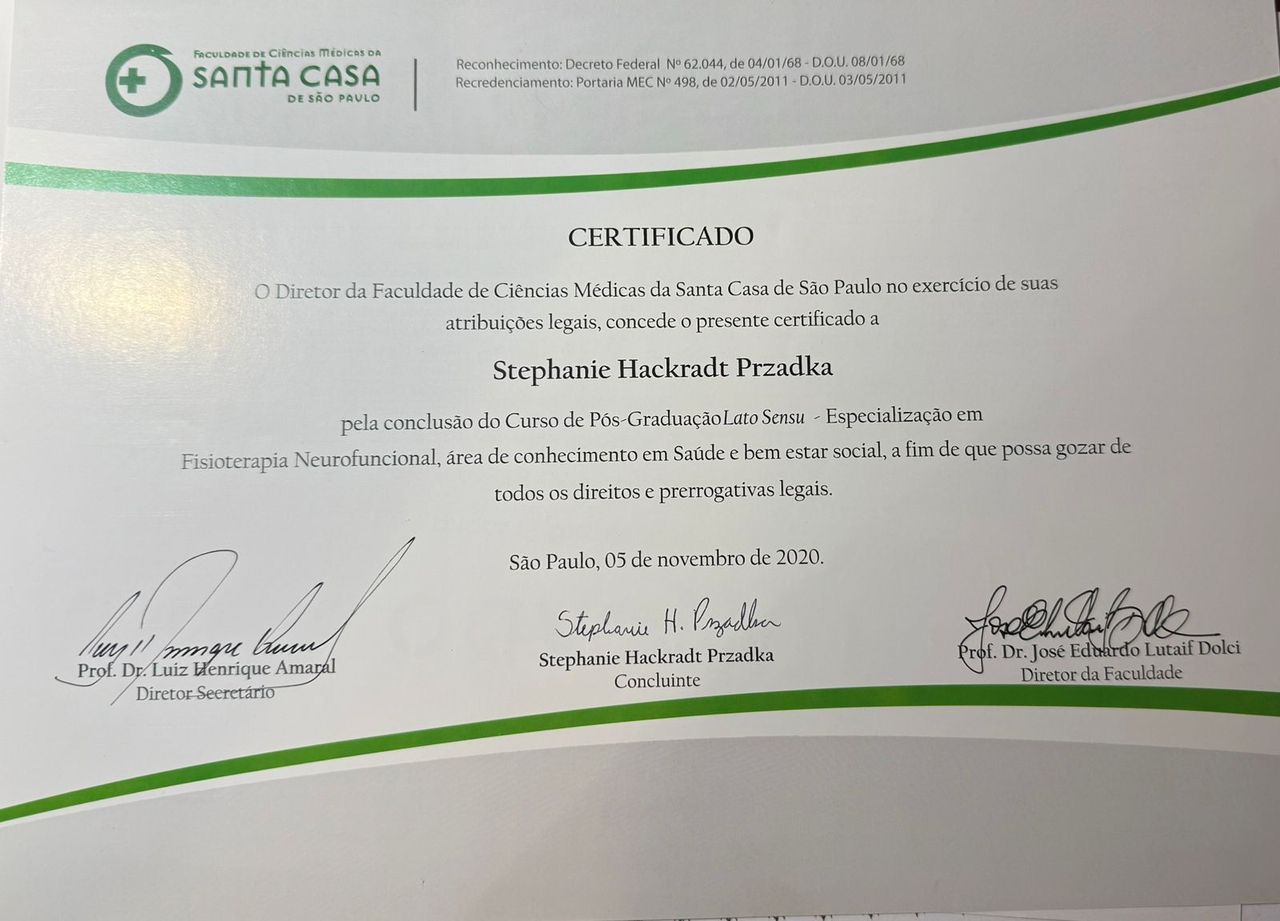 FACULDADE DE CIÊNCIAS MÉDICAS DA
SANTA CASA
DE SÃO PAULO
Reconhecimento: Decreto Federal Nº 62.044, de 04/01/68 - D.O.U. 08/01/68
Recredenciamento: Portaria MEC Nº 498, de 02/05/2011 - D.O.U. 03/05/2011
CERTIFICADO
O Diretor da Faculdade de Ciências Médicas da Santa Casa de São Paulo no exercício de suas
atribuições legais, concede o presente certificado a
Stephanie Hackradt Przadka
pela conclusão do Curso de Pós-Graduação Lato Sensu - Especialização em
Fisioterapia Neurofuncional, área de conhecimento em Saúde e bem estar social, a fim de que possa gozar de
todos os direitos e prerrogativas legais.
São Paulo, 05 de novembro de 2020.
Stephanie H. Przadka
Prof. Dr. Luiz Henrique Amaral
Diretor Secretário
Stephanie Hackradt Przadka
Concluinte
Prof. Dr. José Eduardo Lutaif Dolci
Diretor da Faculdade